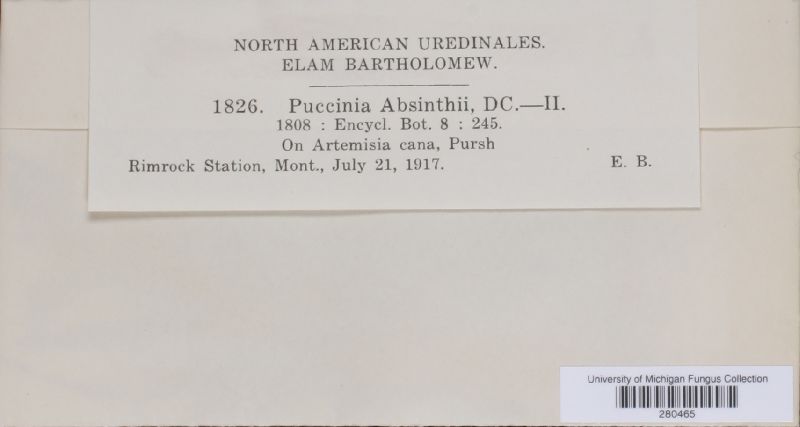 NORTH AMERICAN UREDINALES.
ELAM BARTHOLOMEW.
1826. Puccinia Absinthii, DC.—II.
1808 : Encycl. Bot. 8 : 245.
On Artemisia cana, Pursh
Rimrock Station, Mont., July 21, 1917. E. B.
University of Michigan Fungus Collection
280465